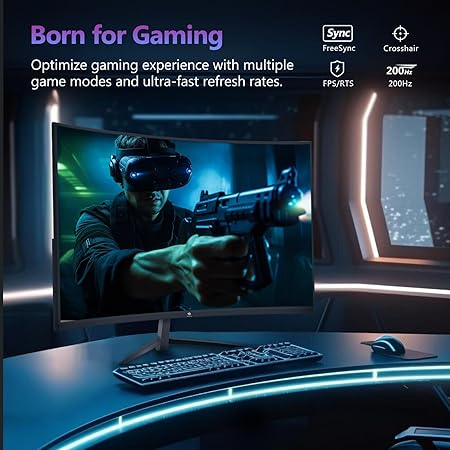 Born for Gaming
Optimize gaming experience with multiple
game modes and ultra-fast refresh rates.
Sync
FreeSync
Crosshair
FPS/RTS
200Hz
200Hz